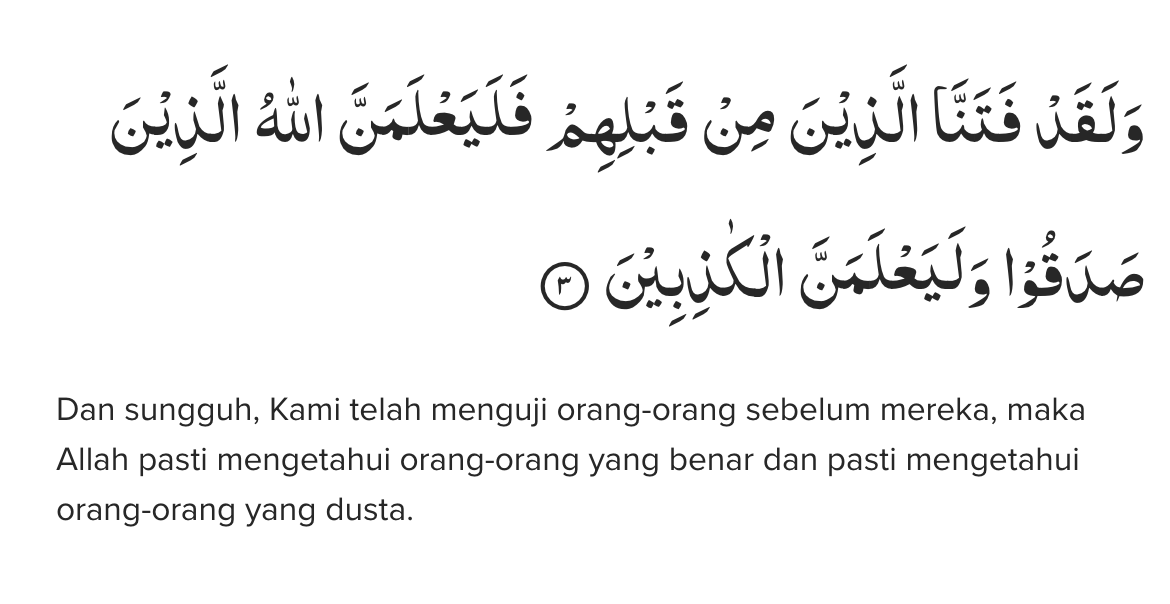 وَلَقَدْ فَتَنَّا الَّذِيْنَ مِنْ قَبْلِهِمْ فَلَيَعْلَمَنَّ اللّٰهُ الَّذِيْنَ
صَدَقُوْا وَلَيَعْلَمَنَّ الْكٰذِبِيْنَ ٣
Dan sungguh, Kami telah menguji orang-orang sebelum mereka, maka
Allah pasti mengetahui orang-orang yang benar dan pasti mengetahui
orang-orang yang dusta.